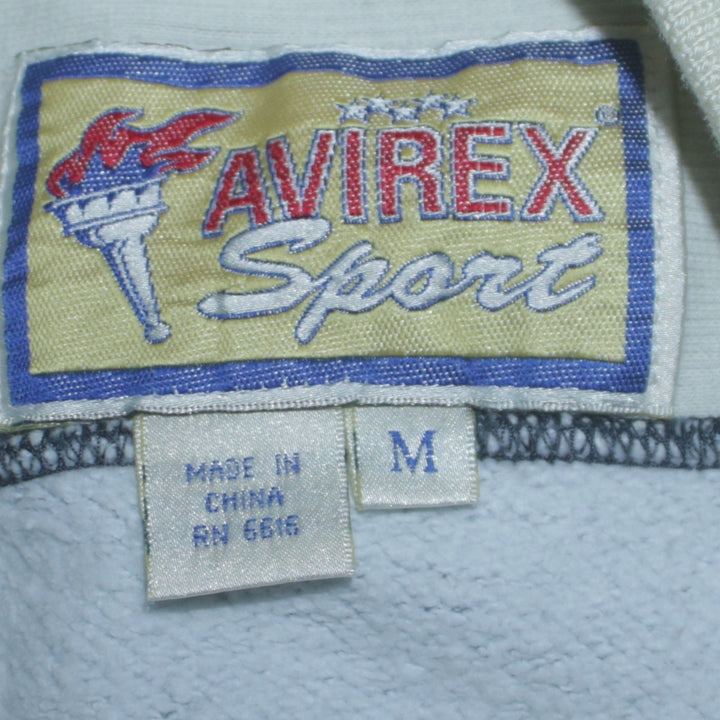 AVIREX®
Sport
MADE IN
CHINA
RN 6616
M